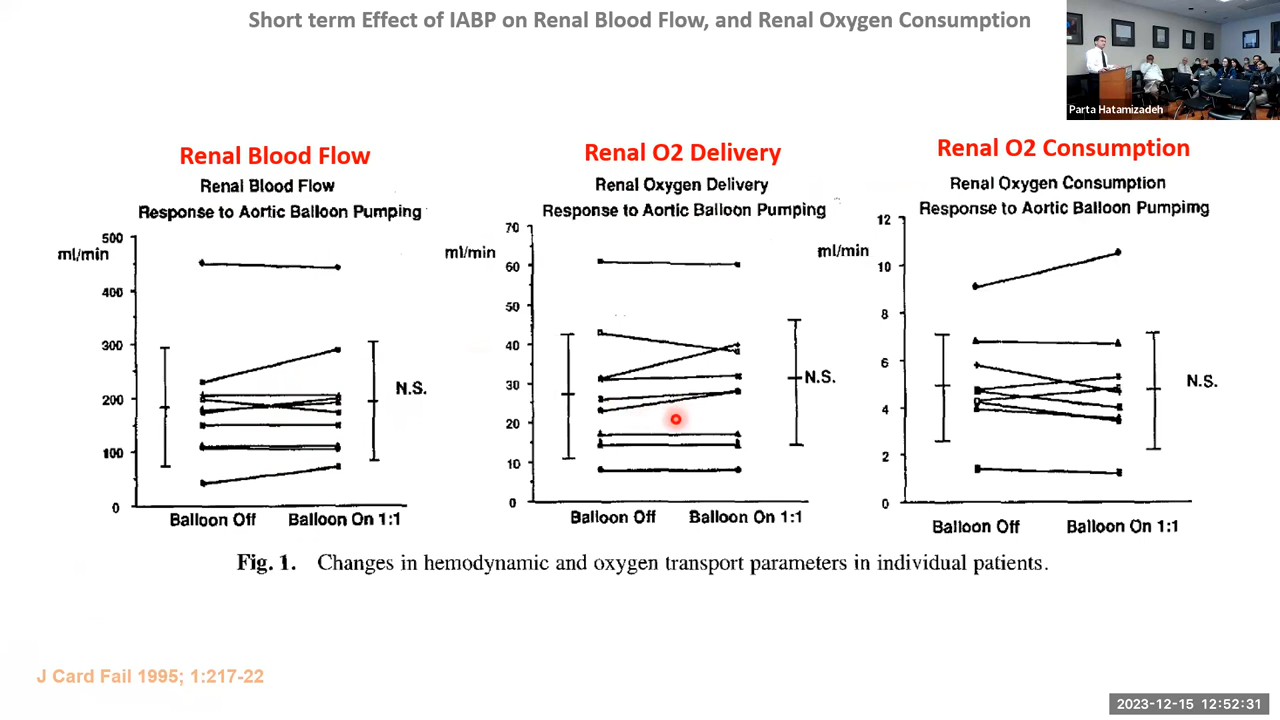 Short term Effect of IABP on Renal Blood Flow, and Renal Oxygen Consumption
Parta Hatamizadeh
Renal Blood Flow
Renal Blood Flow
Response to Aortic Balloon Pumping
ml/min
500
400
300
200
100
0
N.S.
Balloon Off
Balloon On 1:1
Renal O2 Delivery
Renal Oxygen Delivery
Response to Aortic Balloon Pumping
ml/min
70
60
50
40
30
20
10
0
N.S.
Balloon Off
Balloon On 1:1
Renal O2 Consumption
Renal Oxygen Consumption
Response to Aortic Balloon Pumpimg
ml/min
12
10
8
6
4
2
0
N.S.
Balloon Off
Balloon On 1:1
Fig. 1. Changes in hemodynamic and oxygen transport parameters in individual patients.
J Card Fail 1995; 1:217-22
2023-12-15 12:52:31